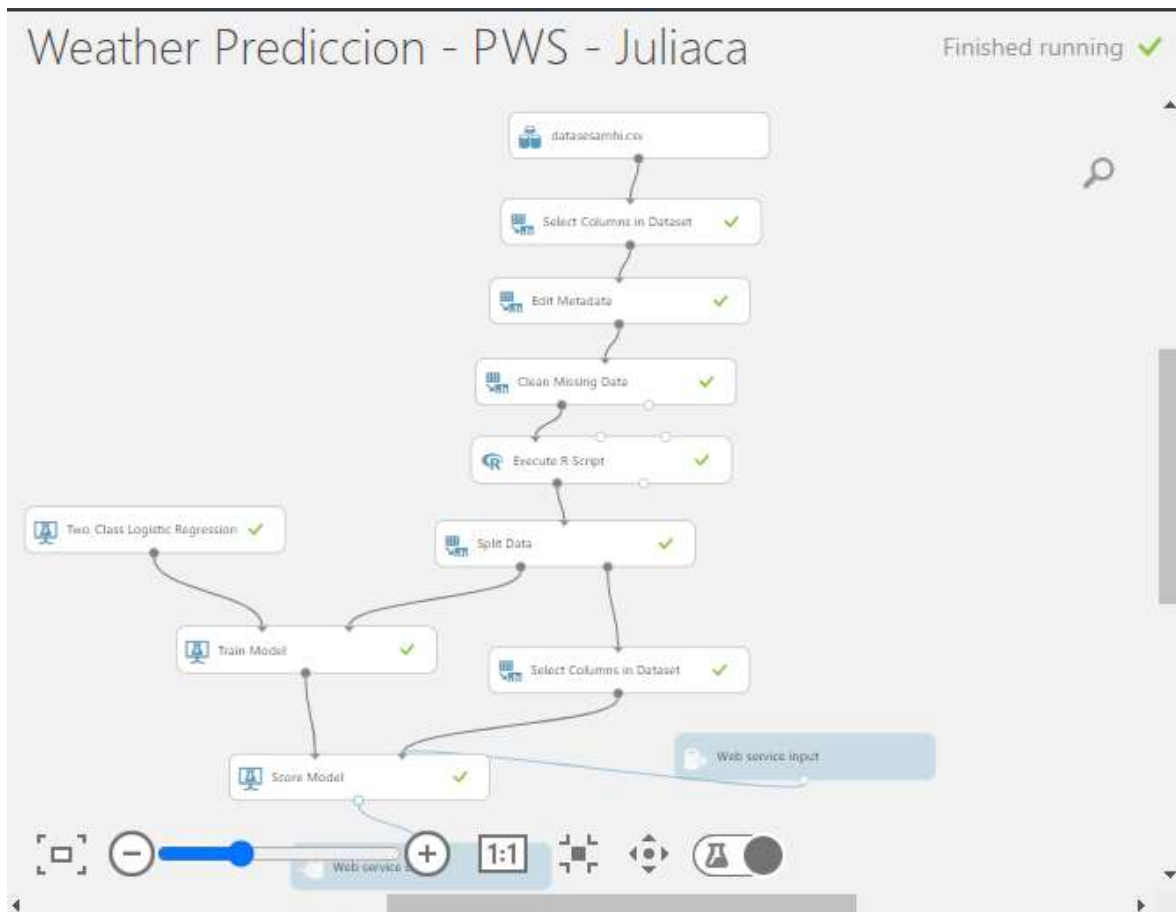 Weather Prediccion - PWS - Juliaca
Finished running
datasesamhi.csv
Select Columns in Dataset
Edit Metadata
Clean Missing Data
Execute R Script
Two Class Logistic Regression
Split Data
Train Model
Select Columns in Dataset
Web service input
Score Model
1:1
Web service